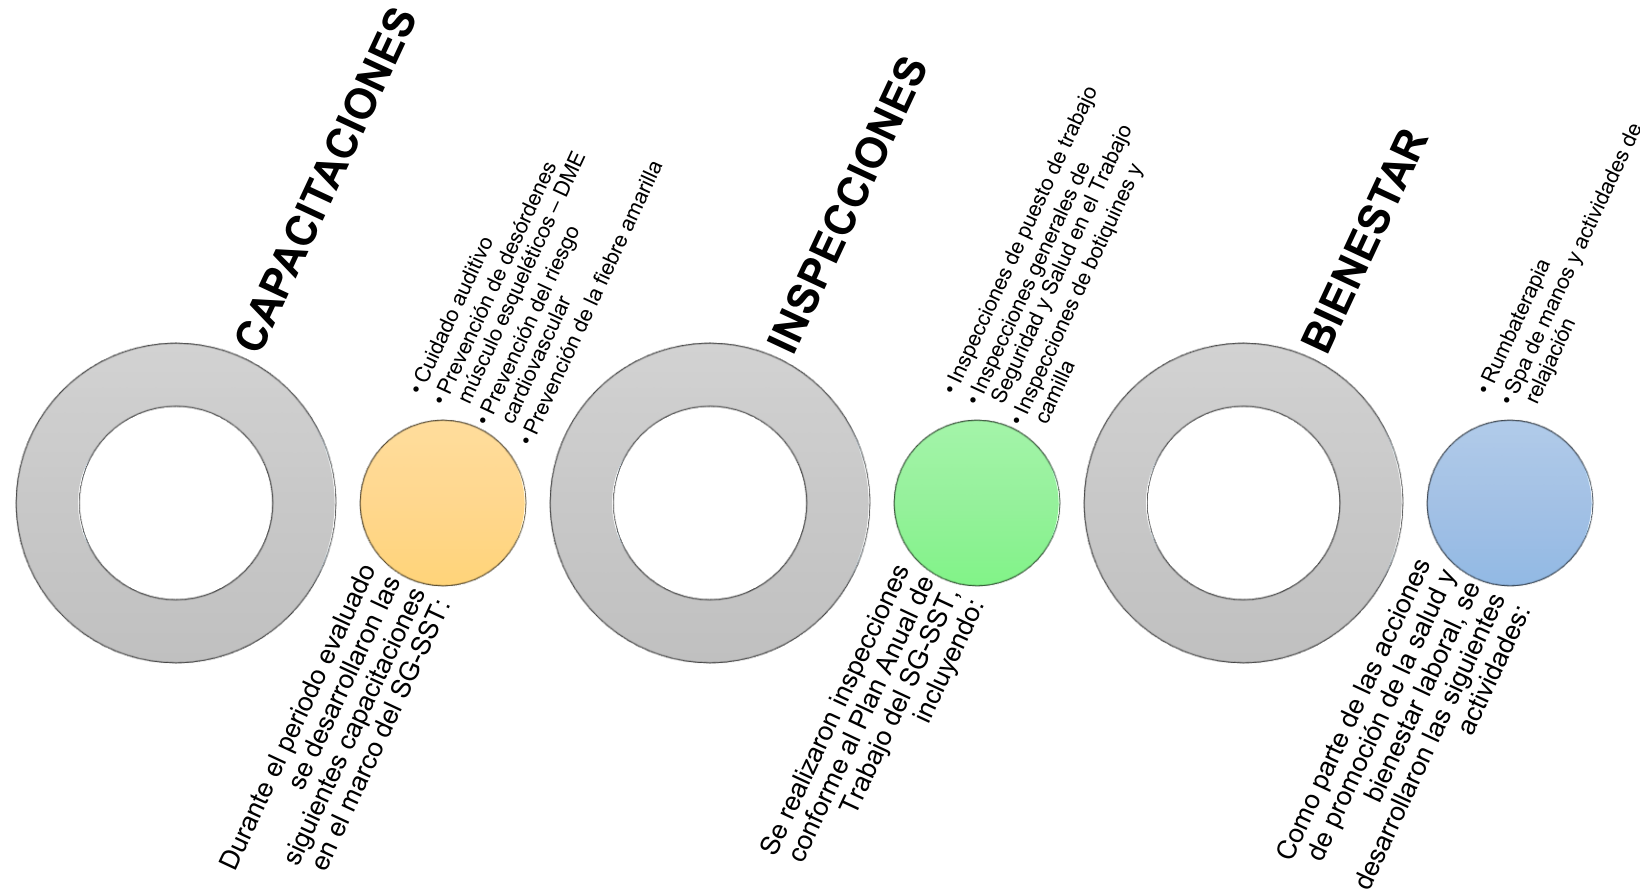 CAPACITACIONES
Durante el periodo evaluado
se desarrollaron las
siguientes capacitaciones
en el marco del SG-SST:
• Cuidado auditivo
• Prevención de desórdenes
músculo esqueléticos – DME
• Prevención del riesgo
cardiovascular
• Prevención de la fiebre amarilla
INSPECCIONES
Se realizaron inspecciones
conforme al Plan Anual de
Trabajo del SG-SST,
incluyendo:
• Inspecciones de puesto de trabajo
• Inspecciones generales de
Seguridad y Salud en el Trabajo
• Inspecciones de botiquines y
camilla
BIENESTAR
Como parte de las acciones
de promoción de la salud y
bienestar laboral, se
desarrollaron las siguientes
actividades:
• Rumbaterapia
• Spa de manos y actividades de
relajación